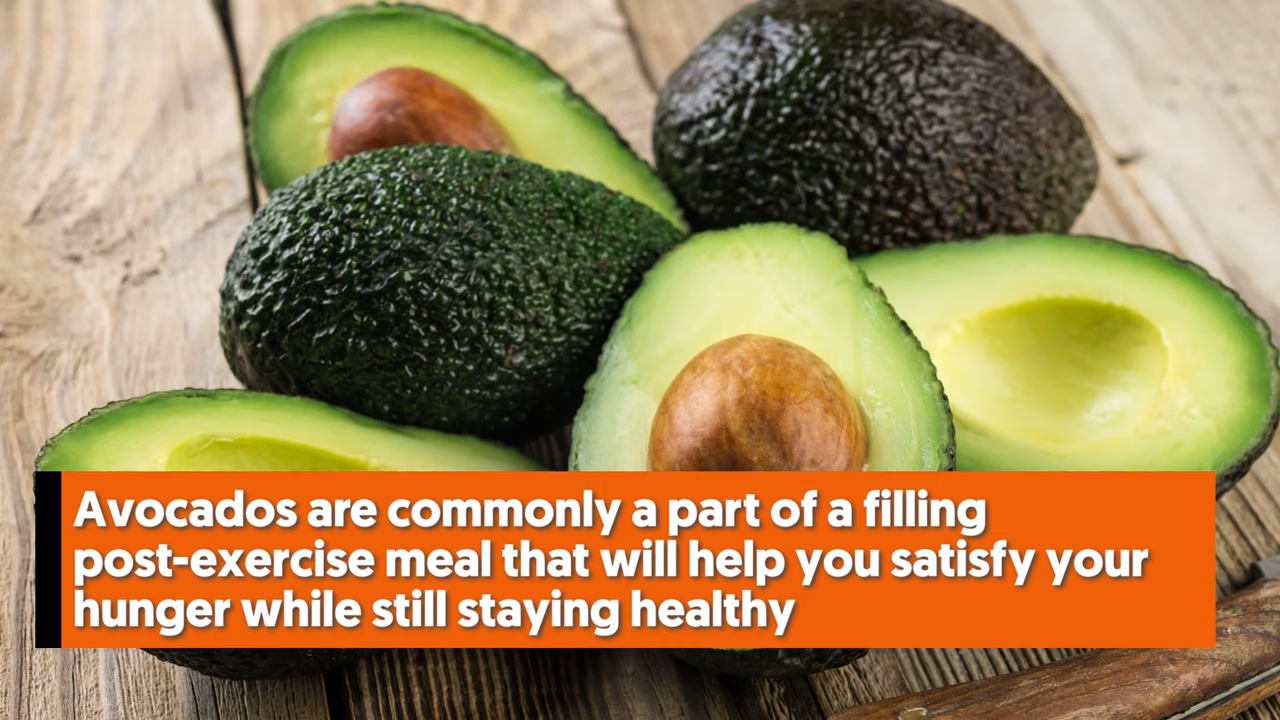 Avocados are commonly a part of a filling
post-exercise meal that will help you satisfy your
hunger while still staying healthy